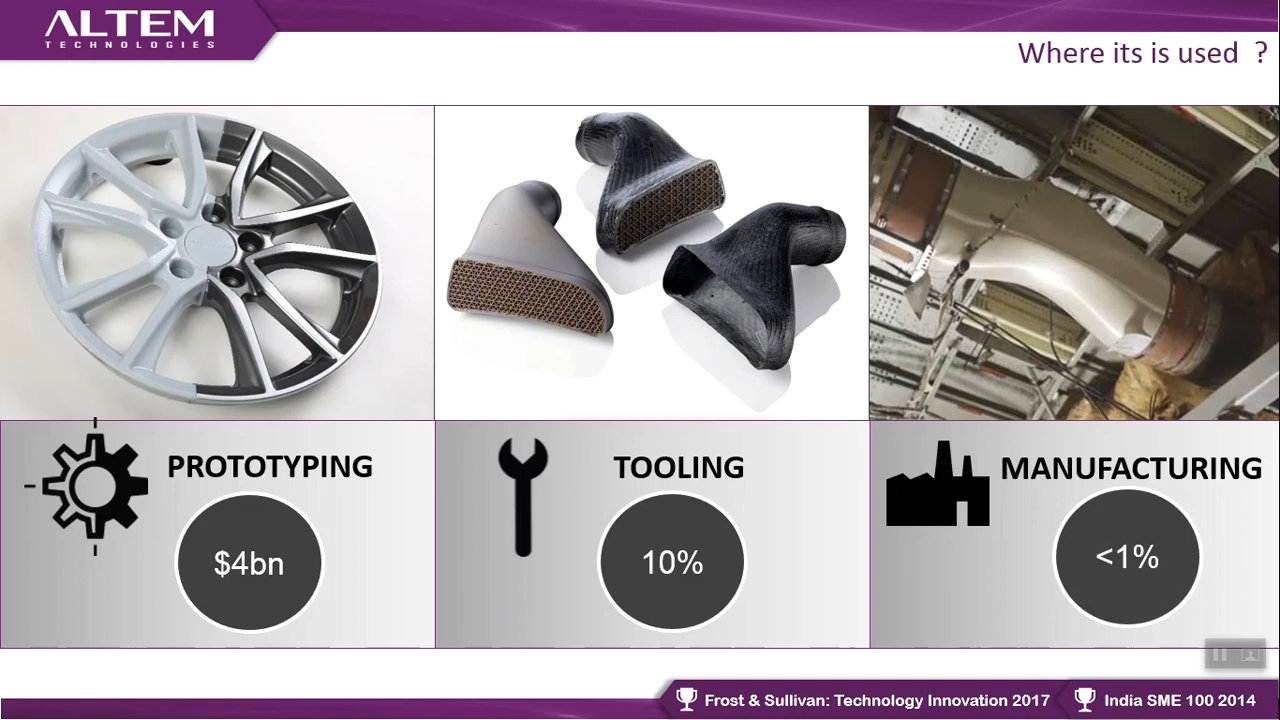 ALTEM
TECHNOLOGIES
Where its is used ?
PROTOTYPING
TOOLING
MANUFACTURING
$4bn
10%
<1%
Frost & Sullivan: Technology Innovation 2017
India SME 100 2014